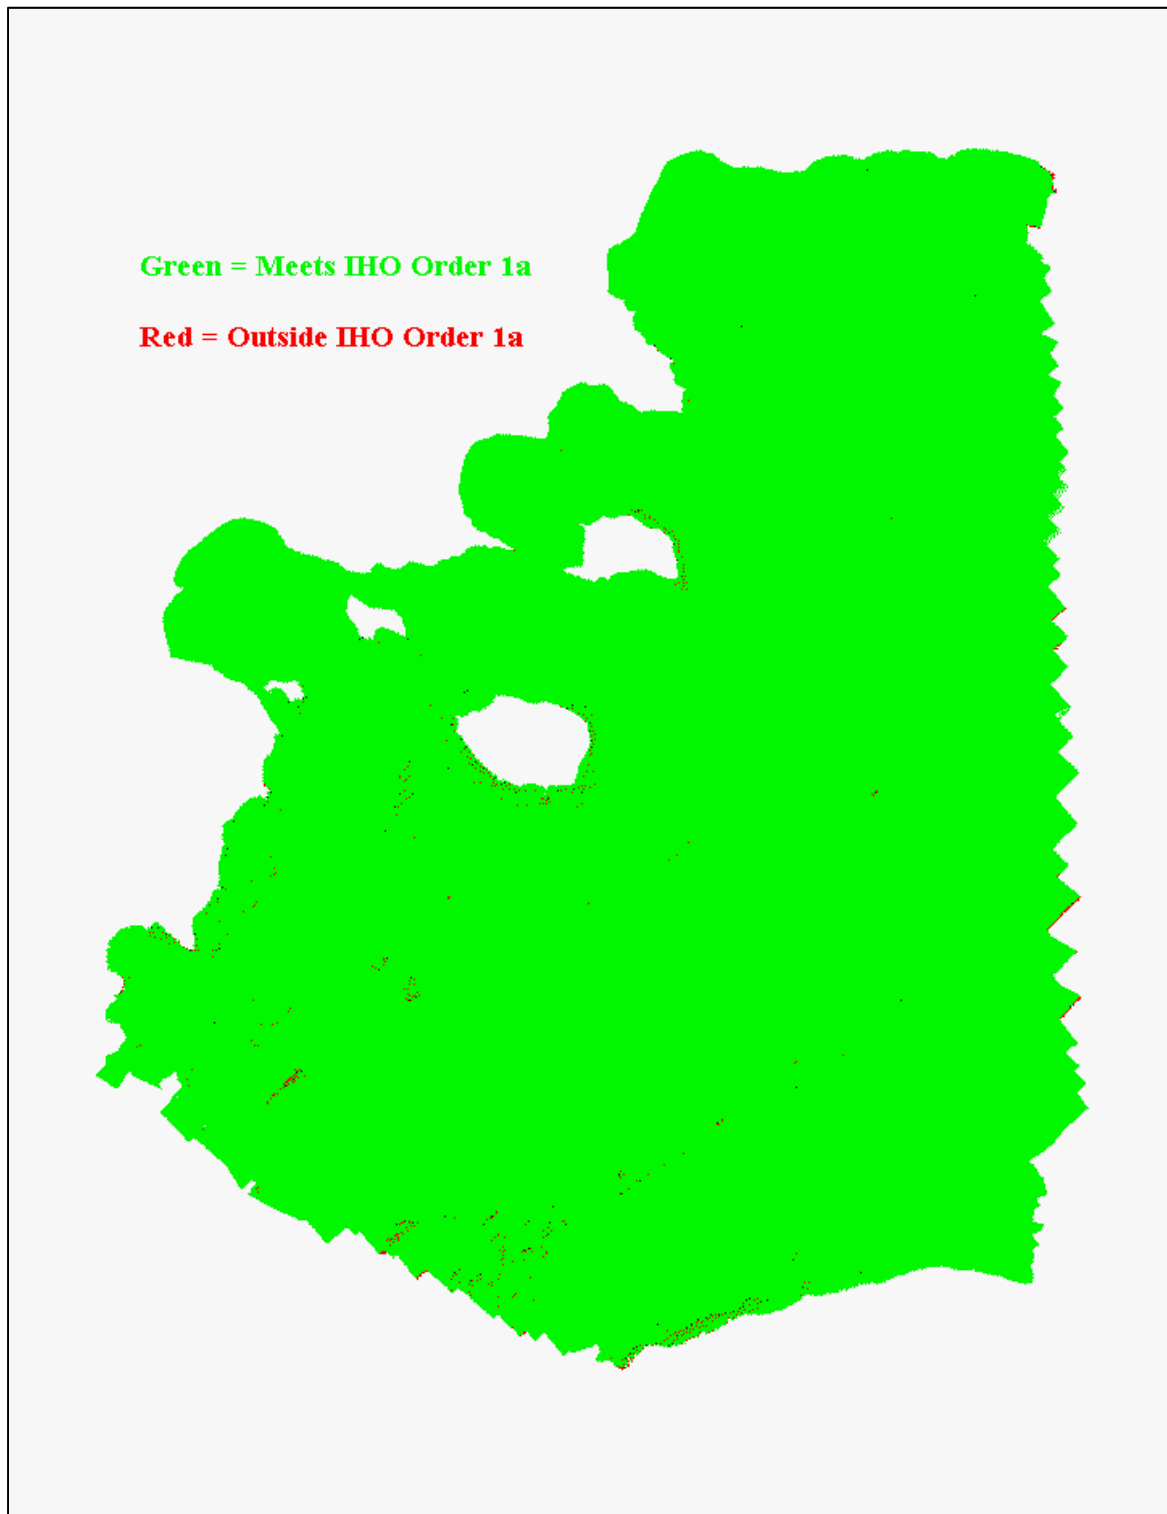 Green = Meets IHO Order 1a
Red = Outside IHO Order 1a